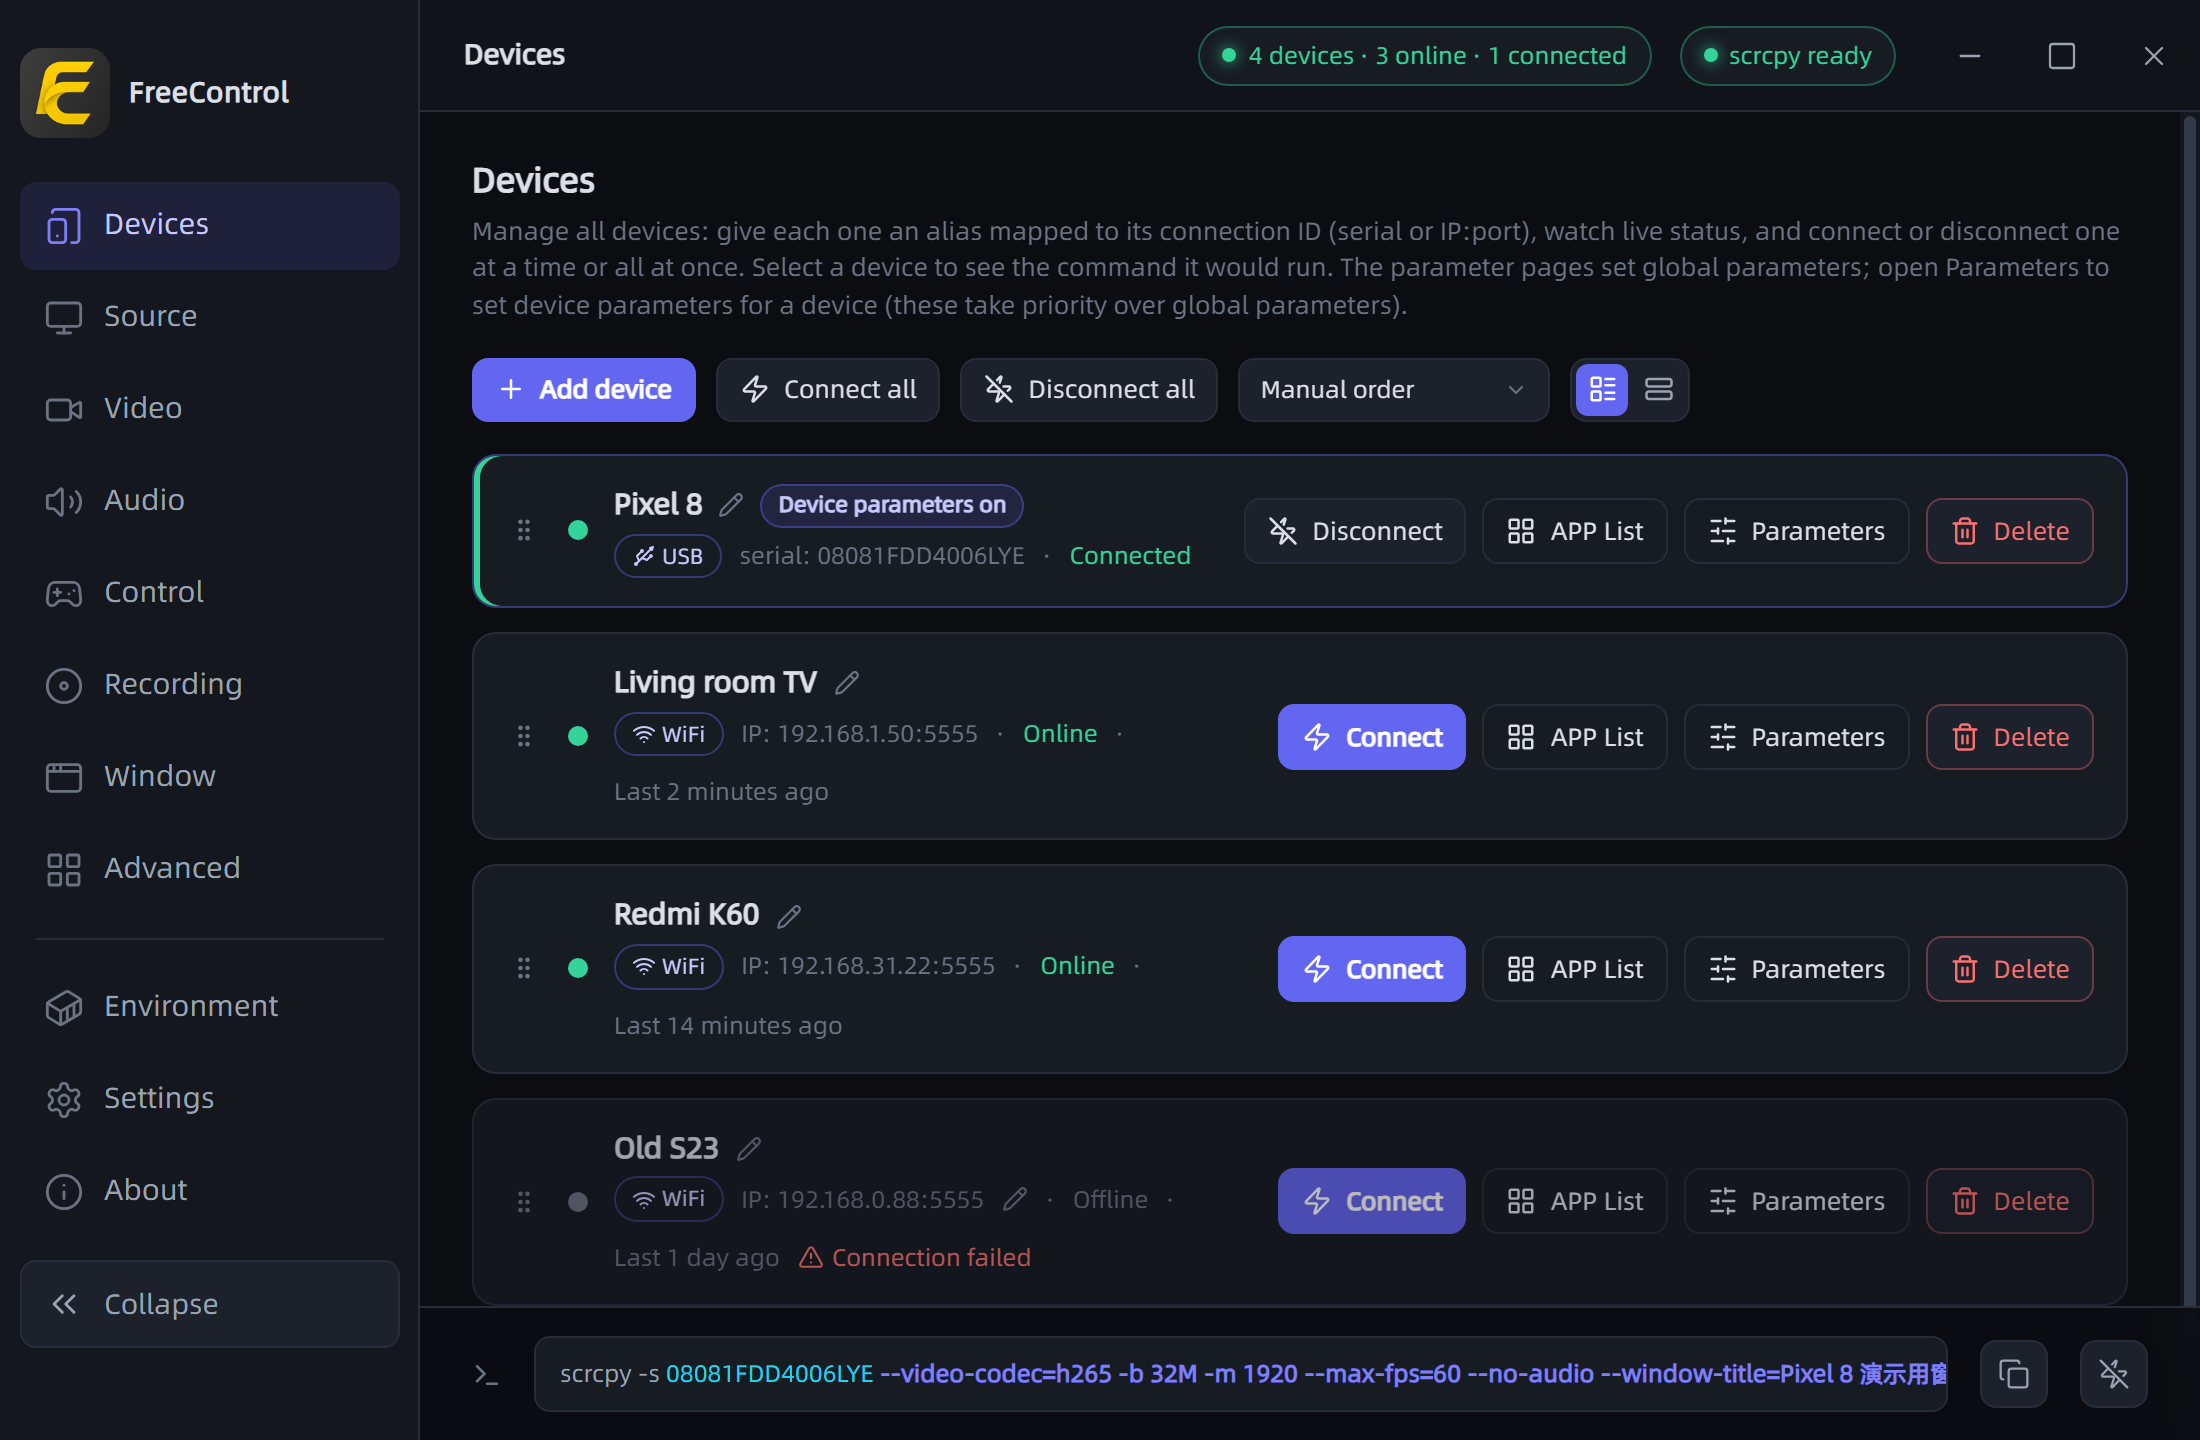 FreeControl
Devices
Source
Video
Audio
Control
Recording
Window
Advanced
Environment
Settings
About
Collapse
Devices
4 devices · 3 online · 1 connected
scrcpy ready
Devices
Manage all devices: give each one an alias mapped to its connection ID (serial or IP:port), watch live status, and connect or disconnect one
at a time or all at once. Select a device to see the command it would run. The parameter pages set global parameters; open Parameters to
set device parameters for a device (these take priority over global parameters).
Add device
Connect all
Disconnect all
Manual order
Pixel 8
Device parameters on
USB
serial: 08081FDD4006LYE · Connected
Disconnect
APP List
Parameters
Delete
Living room TV
WiFi
IP: 192.168.1.50:5555 · Online ·
Last 2 minutes ago
Connect
APP List
Parameters
Delete
Redmi K60
WiFi
IP: 192.168.31.22:5555 · Online ·
Last 14 minutes ago
Connect
APP List
Parameters
Delete
Old S23
WiFi
IP: 192.168.0.88:5555 · Offline ·
Last 1 day ago
Connection failed
Connect
APP List
Parameters
Delete
scrcpy -s 08081FDD4006LYE --video-codec=h265 -b 32M -m 1920 --max-fps=60 --no-audio --window-title=Pixel 8 演示用窗